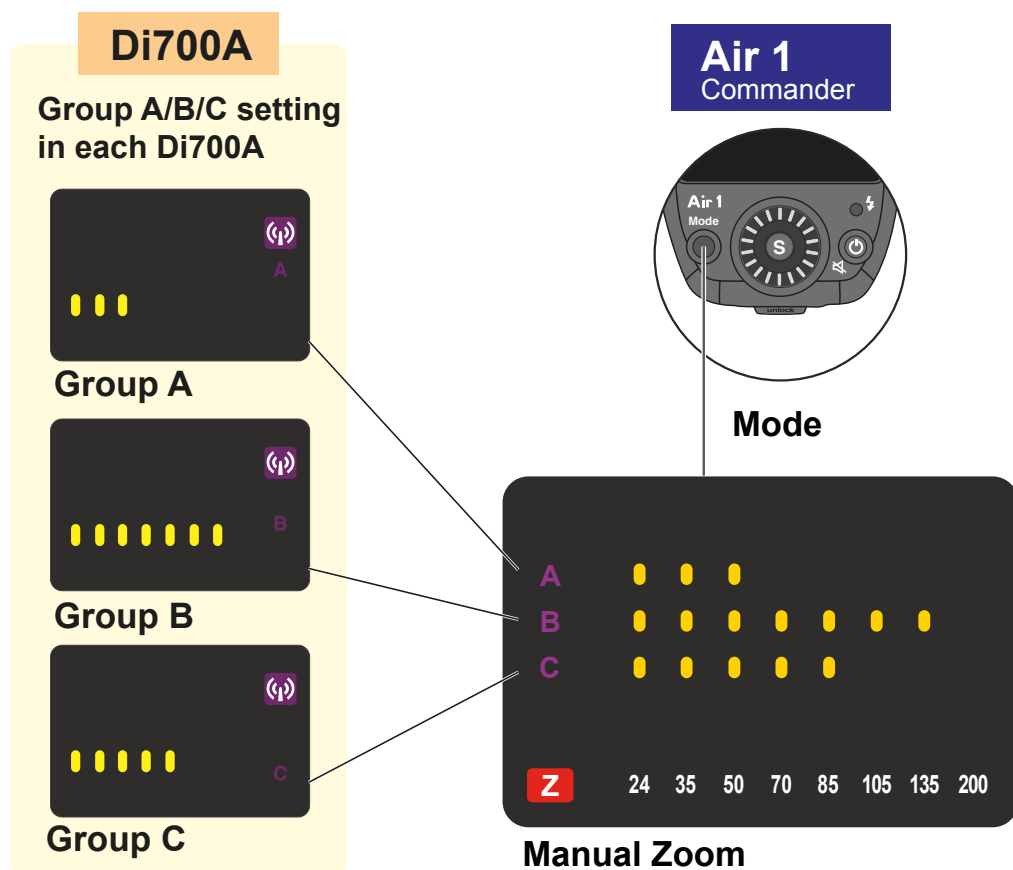 Di700A
Group A/B/C setting
in each Di700A
A
Group A
B
Group B
C
Group C
Air 1
Commander
Air 1
Mode
S
unlock
Mode
A
B
C
Z 24 35 50 70 85 105 135 200
Manual Zoom